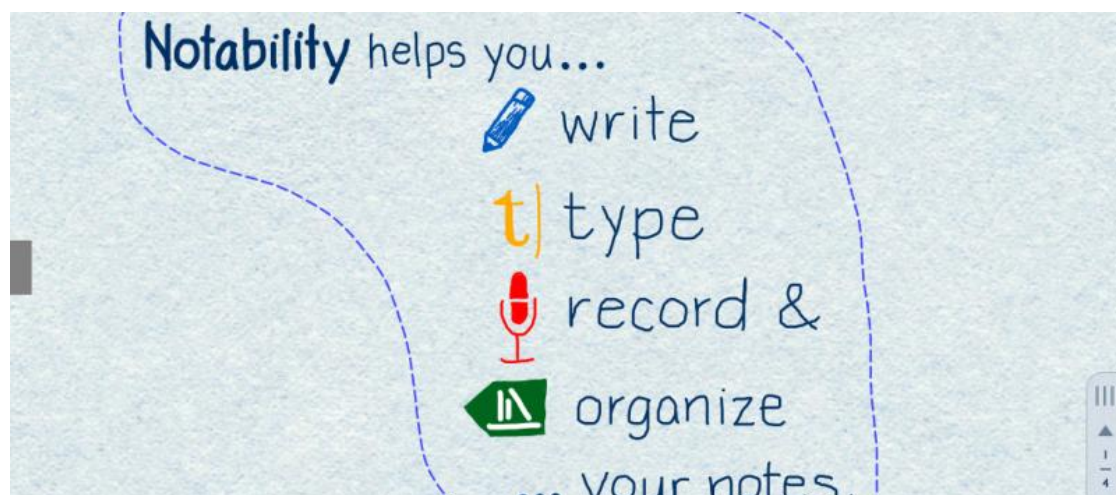 Notability helps you...
write
t type
record &
organize
... your notes.